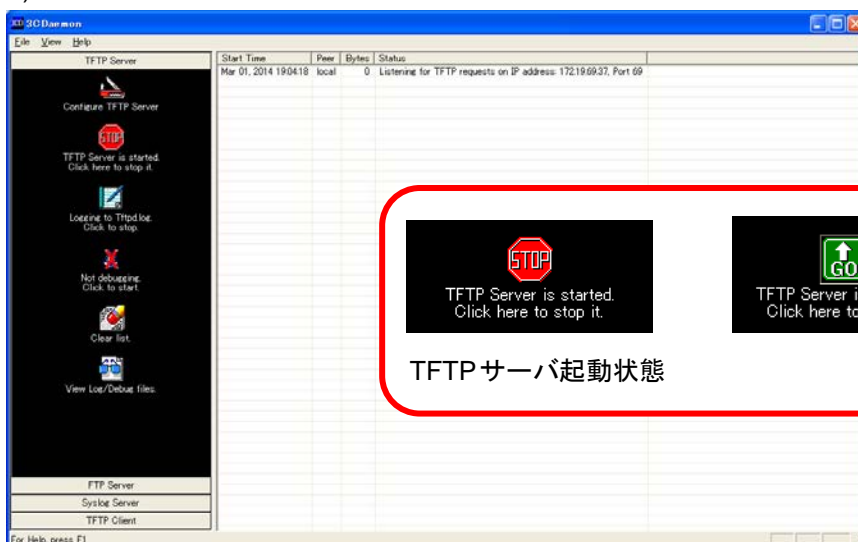 3CDaemon
File View Help
TFTP Server
Start Time Peer Bytes Status
Mar 01, 2014 19:04:18 local 0 Listening for TFTP requests on IP address: 172.19.69.37, Port 69
Configure TFTP Server
STOP
TFTP Server is started.
Click here to stop it.
Logging to Tftpd.log.
Click to stop.
Not debugging.
Click to start.
Clear list.
View Log/Debug files.
STOP
TFTP Server is started.
Click here to stop it.
TFTPサーバ起動状態
GO
TFTP Server
Click here to
FTP Server
Syslog Server
TFTP Client
For Help, press F1